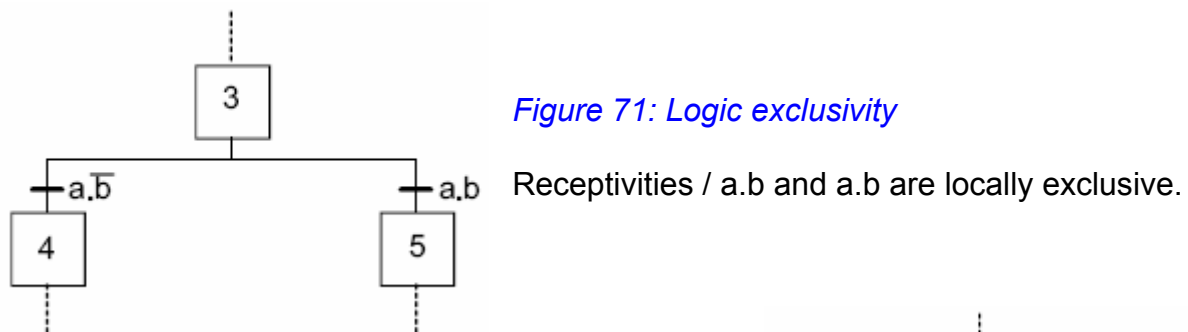 3
Figure 71: Logic exclusivity
a.b̅
a.b
Receptivities / a.b and a.b are locally exclusive.
4
5